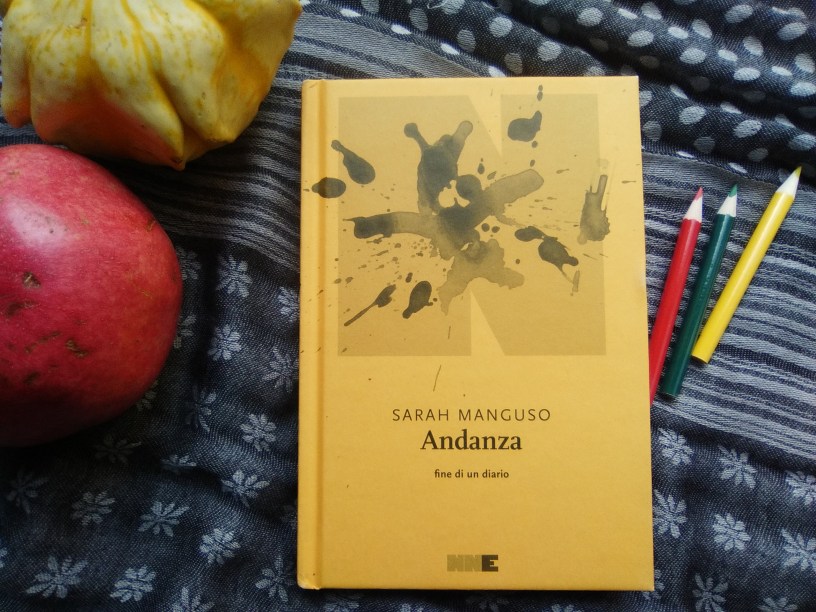 SARAH MANGUSO
Andanza
fine di un diario
NNE